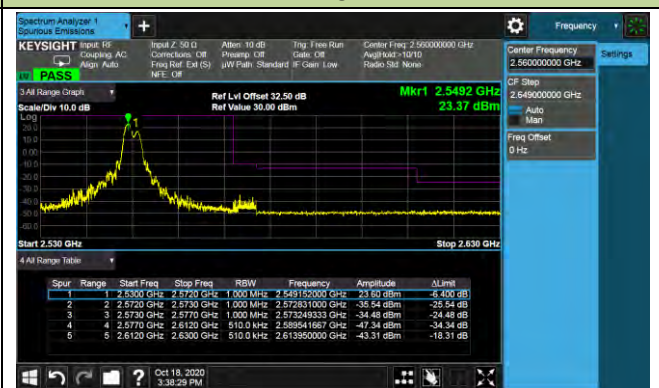 Spectrum Analyzer 1
Spurious Emissions
+
Frequency
KEYSIGHT Input: RF
Coupling: AC
Align: Auto
Input Z: 50 Ω
Corrections: Off
Freq Ref: Ext (S)
NFE: Off
Atten: 10 dB
Preamp: Off
µW Path: Standard
Trig: Free Run
Gate: Off
IF Gain: Low
Center Freq: 2.560000000 GHz
Avg|Hold:>10/10
Radio Std: None
PASS
Center Frequency
2.560000000 GHz
Settings
CF Step
2.649000000 GHz
Auto
Man
Freq Offset
0 Hz
3 All Range Graph
Scale/Div 10.0 dB
Ref Lvl Offset 32.50 dB
Ref Value 30.00 dBm
Mkr1 2.5492 GHz
23.37 dBm
Log
20.0
10.0
0.00
-10.0
-20.0
-30.0
-40.0
-50.0
-60.0
1
Start 2.530 GHz
Stop 2.630 GHz
4 All Range Table
Spur Range Start Freq Stop Freq RBW Frequency Amplitude ΔLimit
1 1 2.5300 GHz 2.5720 GHz 1.000 MHz 2.549152000 GHz 23.60 dBm -6.400 dB
2 2 2.5720 GHz 2.5730 GHz 1.000 MHz 2.572831000 GHz -35.54 dBm -25.54 dB
3 3 2.5730 GHz 2.5770 GHz 1.000 MHz 2.573249333 GHz -34.48 dBm -24.48 dB
4 4 2.5770 GHz 2.6120 GHz 510.0 kHz 2.589541667 GHz -47.34 dBm -34.34 dB
5 5 2.6120 GHz 2.6300 GHz 510.0 kHz 2.613950000 GHz -43.31 dBm -18.31 dB
?
Oct 18, 2020
3:38:29 PM